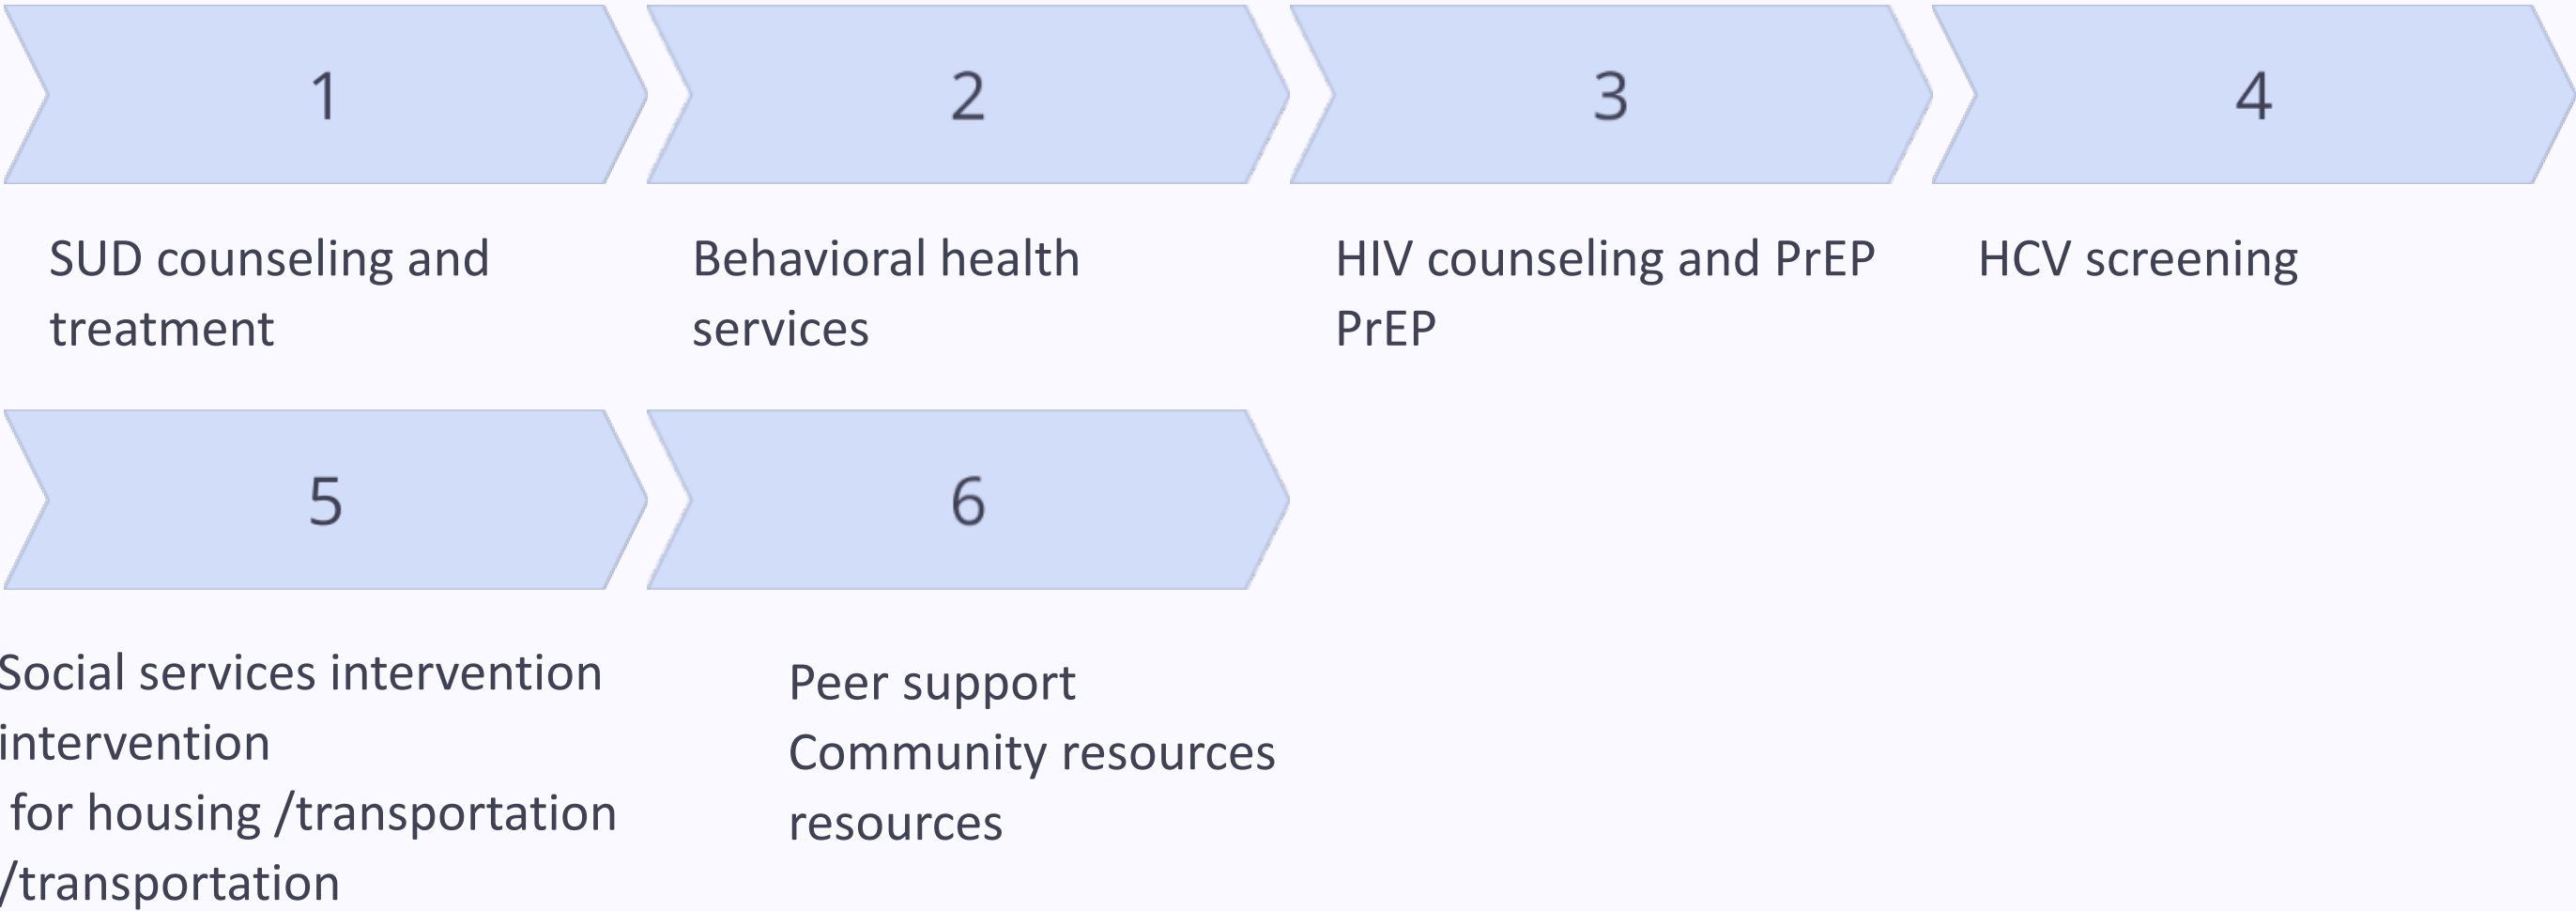 1
2
3
4
SUD counseling and
treatment
Behavioral health
services
HIV counseling and PrEP
PrEP
HCV screening
5
6
Social services intervention
intervention
for housing /transportation
/transportation
Peer support
Community resources
resources